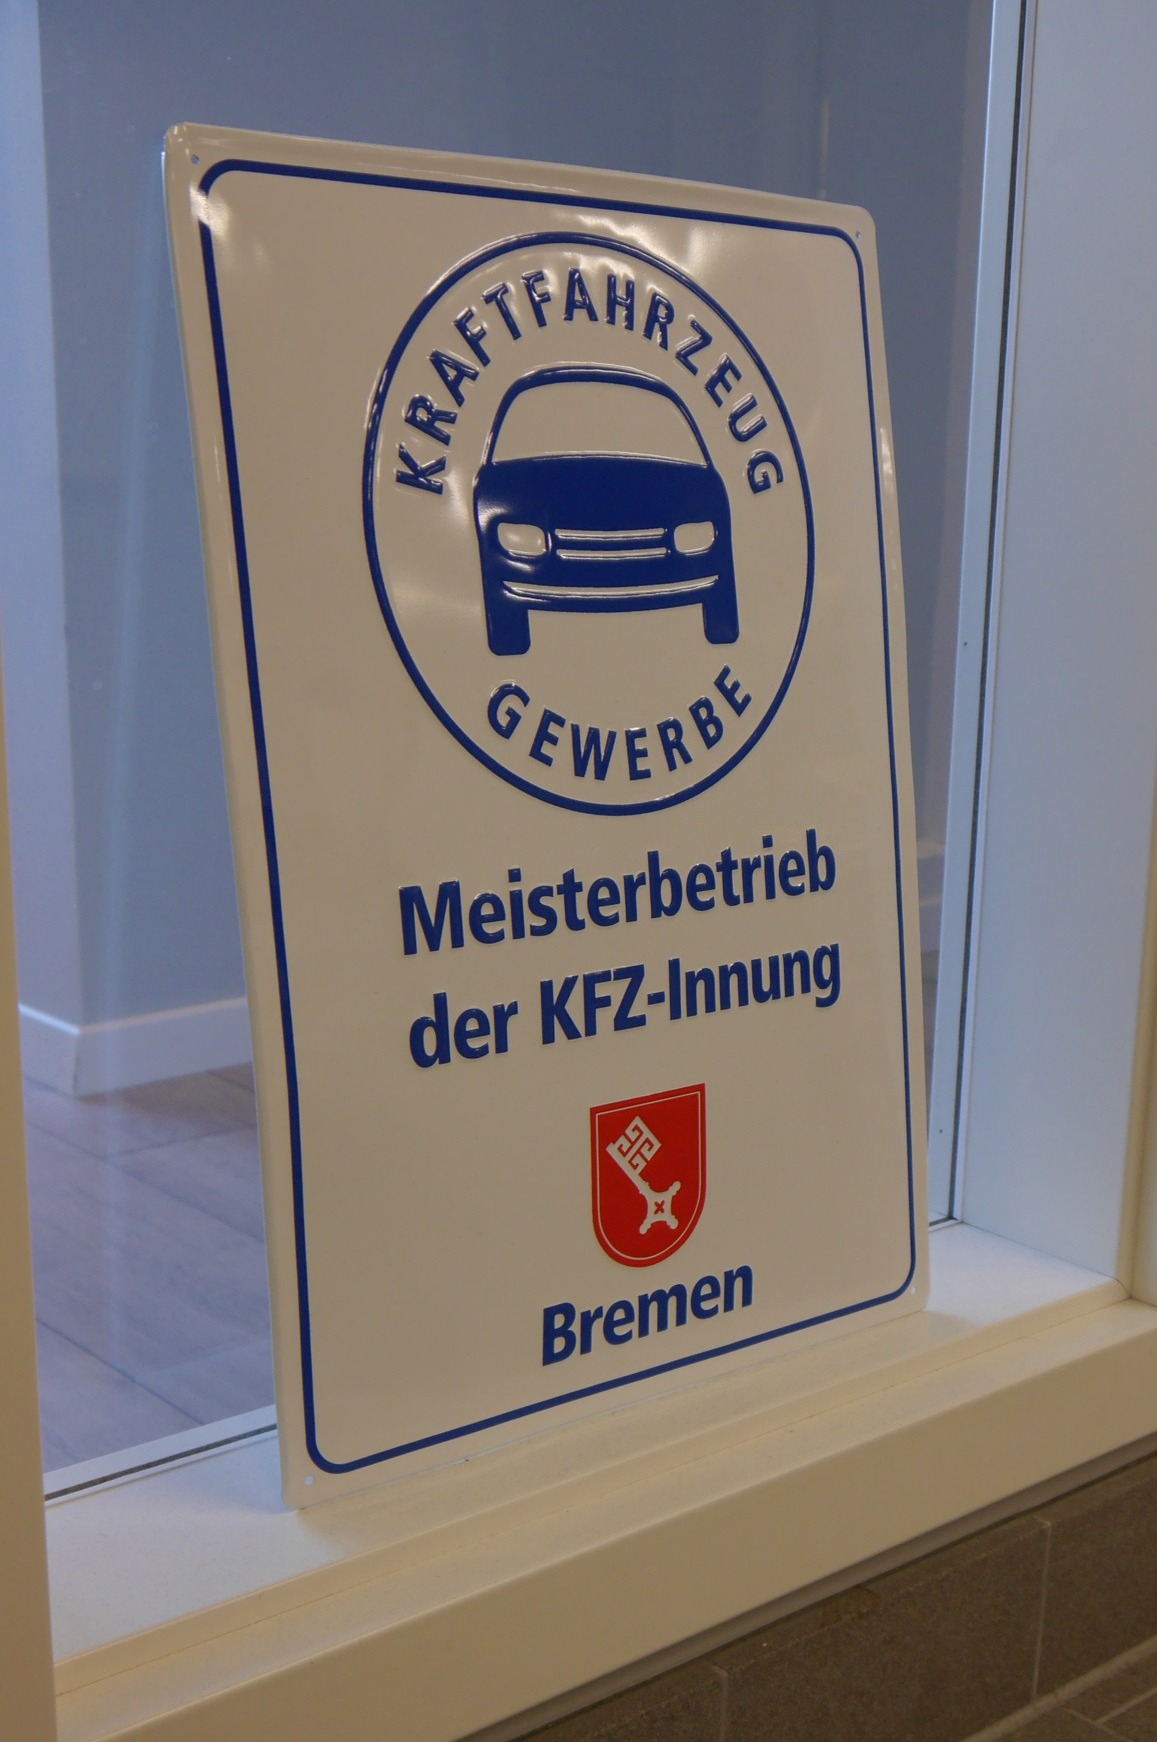 KRAFTFAHRZEUG
GEWERBE
Meisterbetrieb
der KFZ-Innung
Bremen